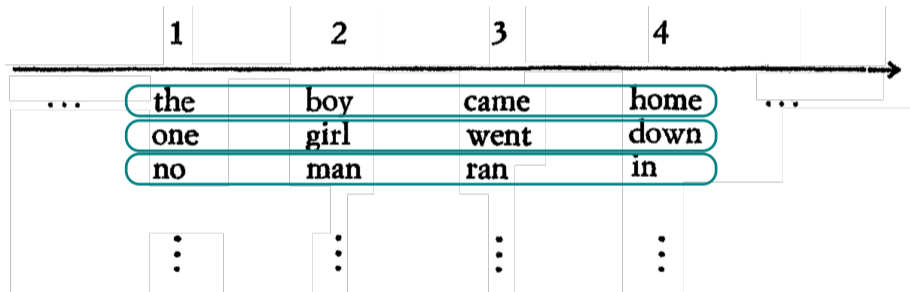 1 2 3 4
... the boy came home ...
one girl went down
no man ran in
⋮ ⋮ ⋮ ⋮